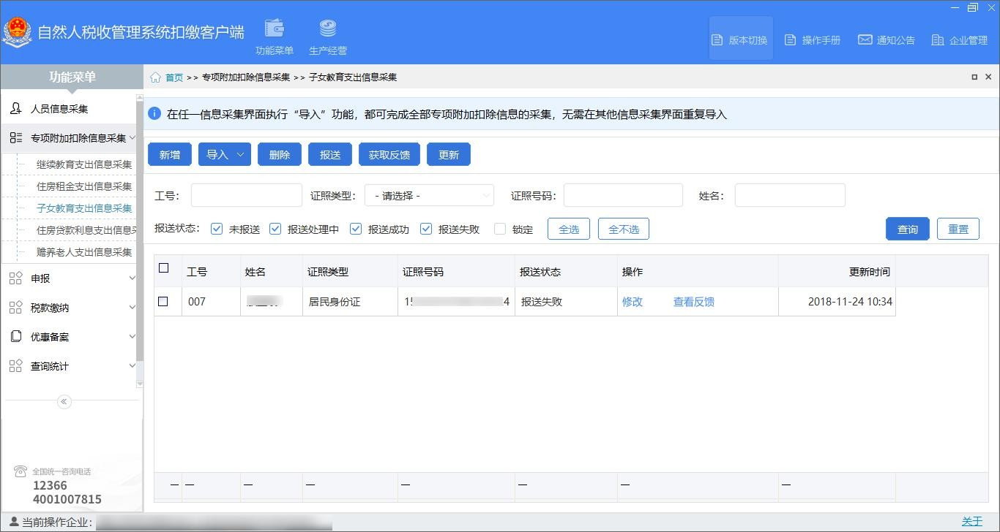 自然人税收管理系统扣缴客户端
功能菜单
生产经营
版本切换
操作手册
通知公告
企业管理
功能菜单
首页 >> 专项附加扣除信息采集 >> 子女教育支出信息采集
人员信息采集
专项附加扣除信息采集
继续教育支出信息采集
住房租金支出信息采集
子女教育支出信息采集
住房贷款利息支出信息采
赡养老人支出信息采集
申报
税款缴纳
优惠备案
查询统计
全国统一咨询电话
12366
4001007815
在任一信息采集界面执行“导入”功能，都可完成全部专项附加扣除信息的采集，无需在其他信息采集界面重复导入
新增 导入 删除 报送 获取反馈 更新
工号： 证照类型： - 请选择 - 证照号码： 姓名：
报送状态： 未报送 报送处理中 报送成功 报送失败 锁定 全选 全不选 查询 重置
工号 姓名 证照类型 证照号码 报送状态 操作 更新时间
007 居民身份证 15 4 报送失败 修改 查看反馈 2018-11-24 10:34
当前操作企业：
关于